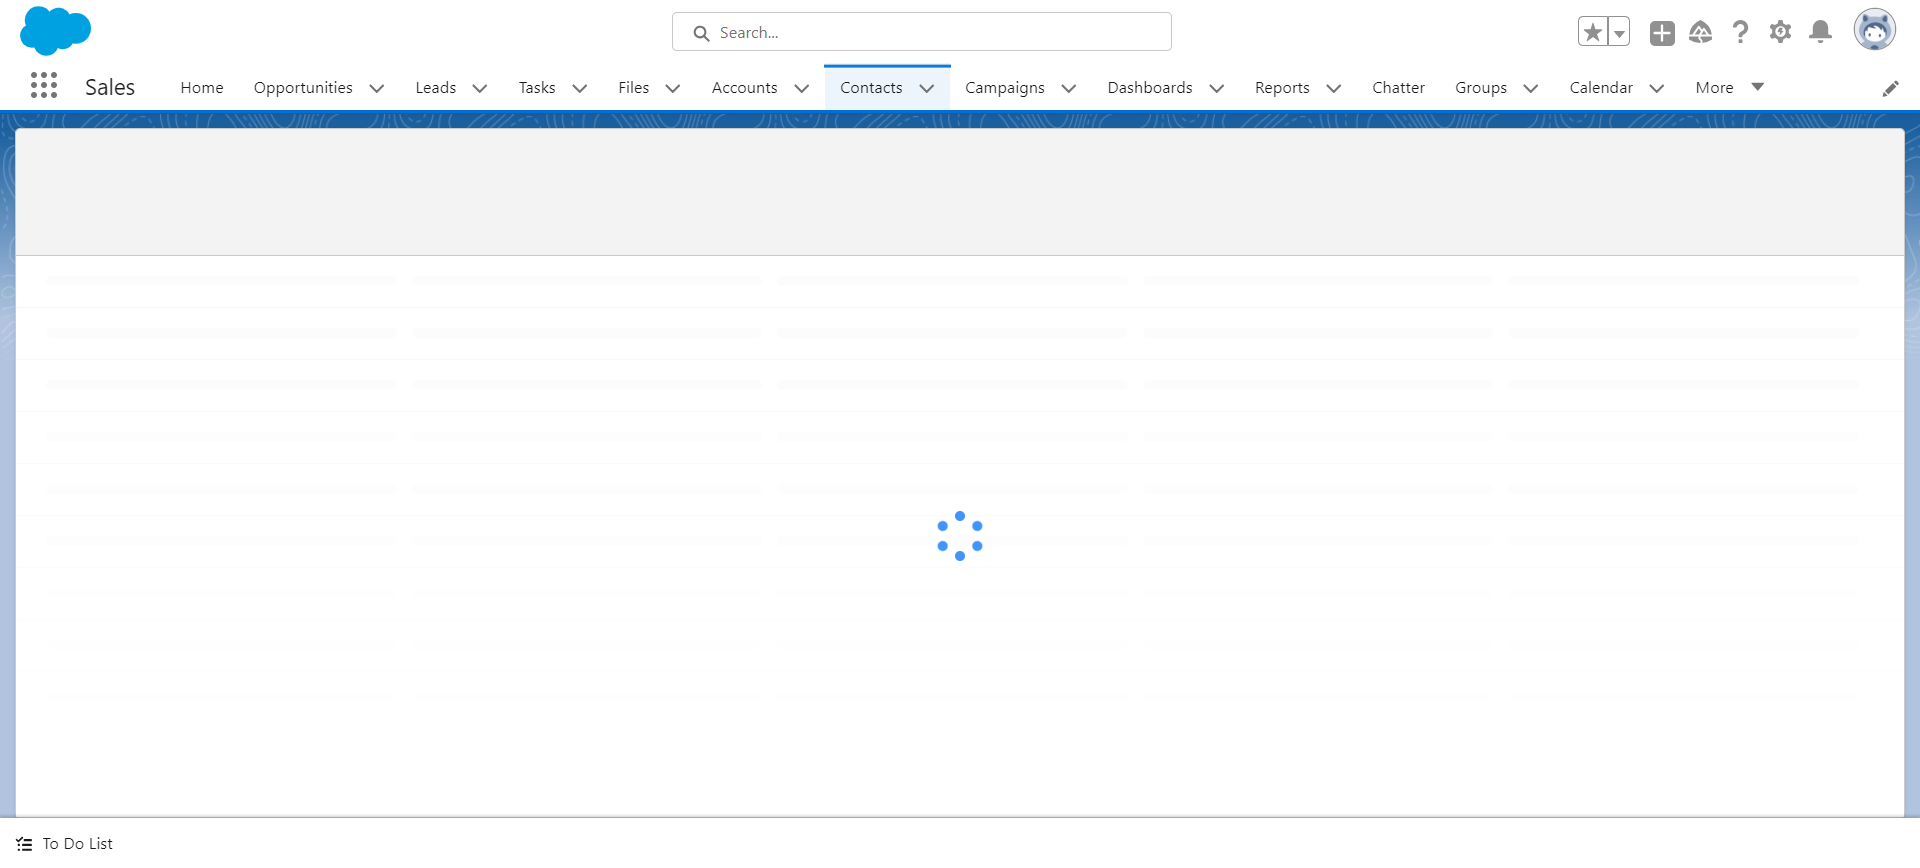 Search...
Sales
Home
Opportunities
Leads
Tasks
Files
Accounts
Contacts
Campaigns
Dashboards
Reports
Chatter
Groups
Calendar
More
To Do List